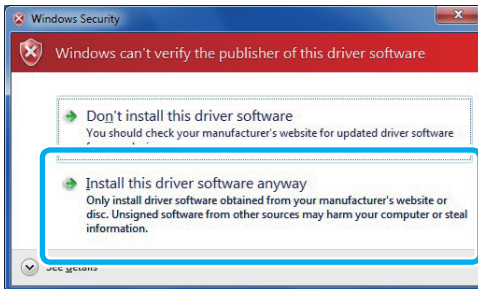 Windows Security
Windows can't verify the publisher of this driver software
Don't install this driver software
You should check your manufacturer's website for updated driver software
Install this driver software anyway
Only install driver software obtained from your manufacturer's website or
disc. Unsigned software from other sources may harm your computer or steal
information.
See details